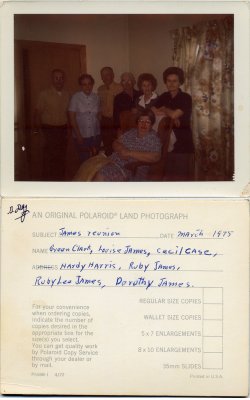 AN ORIGINAL POLAROID® LAND PHOTOGRAPH
SUBJECT James reunion DATE March 1975
NAME Clark, Louise James, Cecil Case,
ADDRESS Hardy Harris, Ruby James,
Ruby Lee James, Dorothy James.
For your convenience
when ordering copies,
indicate the number of
copies desired in the
appropriate box for the
size(s) you select.
You can get quality work
by Polaroid Copy Service
through your dealer or
by mail.
REGULAR SIZE COPIES
WALLET SIZE COPIES
5 x 7 ENLARGEMENTS
8 x 10 ENLARGEMENTS
35mm SLIDES
Printed in U.S.A.